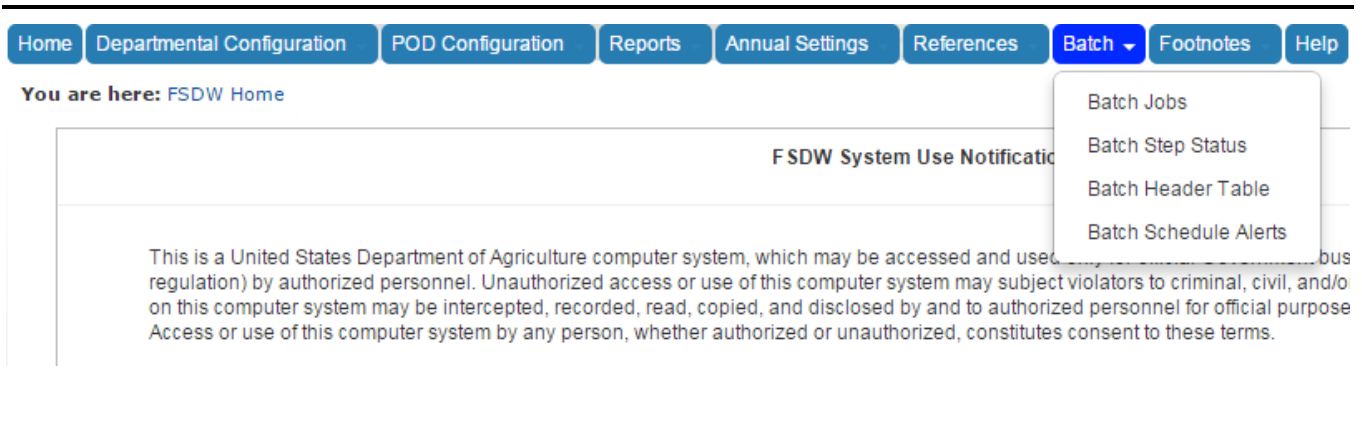 Home Departmental Configuration POD Configuration Reports Annual Settings References Batch Footnotes Help
You are here: FSDW Home
Batch Jobs
Batch Step Status
Batch Header Table
Batch Schedule Alerts
FSDW System Use Notificatio
This is a United States Department of Agriculture computer system, which may be accessed and used only for official Government bus
regulation) by authorized personnel. Unauthorized access or use of this computer system may subject violators to criminal, civil, and/o
on this computer system may be intercepted, recorded, read, copied, and disclosed by and to authorized personnel for official purpose
Access or use of this computer system by any person, whether authorized or unauthorized, constitutes consent to these terms.